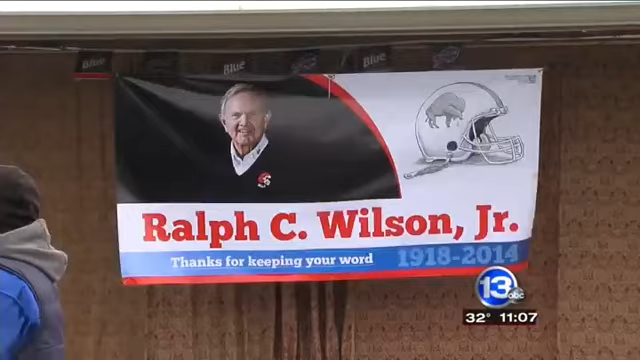 Blue
Blue
Blue
Ralph C. Wilson, Jr.
Thanks for keeping your word
1918-2014
13
abc
32° 11:07